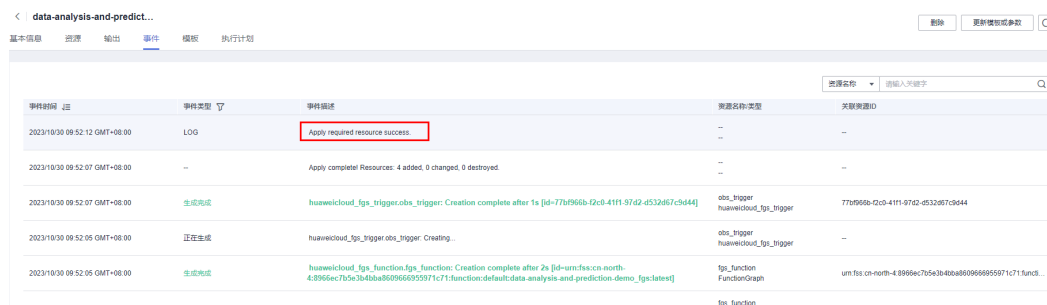 data-analysis-and-predict...
删除 更新模板或参数
基本信息 资源 输出 事件 模板 执行计划
资源名称 请输入关键字
事件时间 事件类型 事件描述 资源名称/类型 关联资源ID
2023/10/30 09:52:12 GMT+08:00 LOG Apply required resource success. -- --
--
2023/10/30 09:52:07 GMT+08:00 -- Apply complete! Resources: 4 added, 0 changed, 0 destroyed. -- --
--
2023/10/30 09:52:07 GMT+08:00 生成完成 huaweicloud_fgs_trigger.obs_trigger: Creation complete after 1s [id=77bf966b-f2c0-41f1-97d2-d532d67c9d44] obs_trigger 77bf966b-f2c0-41f1-97d2-d532d67c9d44
huaweicloud_fgs_trigger
2023/10/30 09:52:05 GMT+08:00 正在生成 huaweicloud_fgs_trigger.obs_trigger: Creating... obs_trigger --
huaweicloud_fgs_trigger
2023/10/30 09:52:05 GMT+08:00 生成完成 huaweicloud_fgs_function.fgs_function: Creation complete after 2s [id=urn:fss:cn-north- fgs_function urn:fss:cn-north-4:8966ec7b5e3b4bba8609666955971c71:functi...
4:8966ec7b5e3b4bba8609666955971c71:function:default:data-analysis-and-prediction-demo_fgs:latest] FunctionGraph
fgs_function